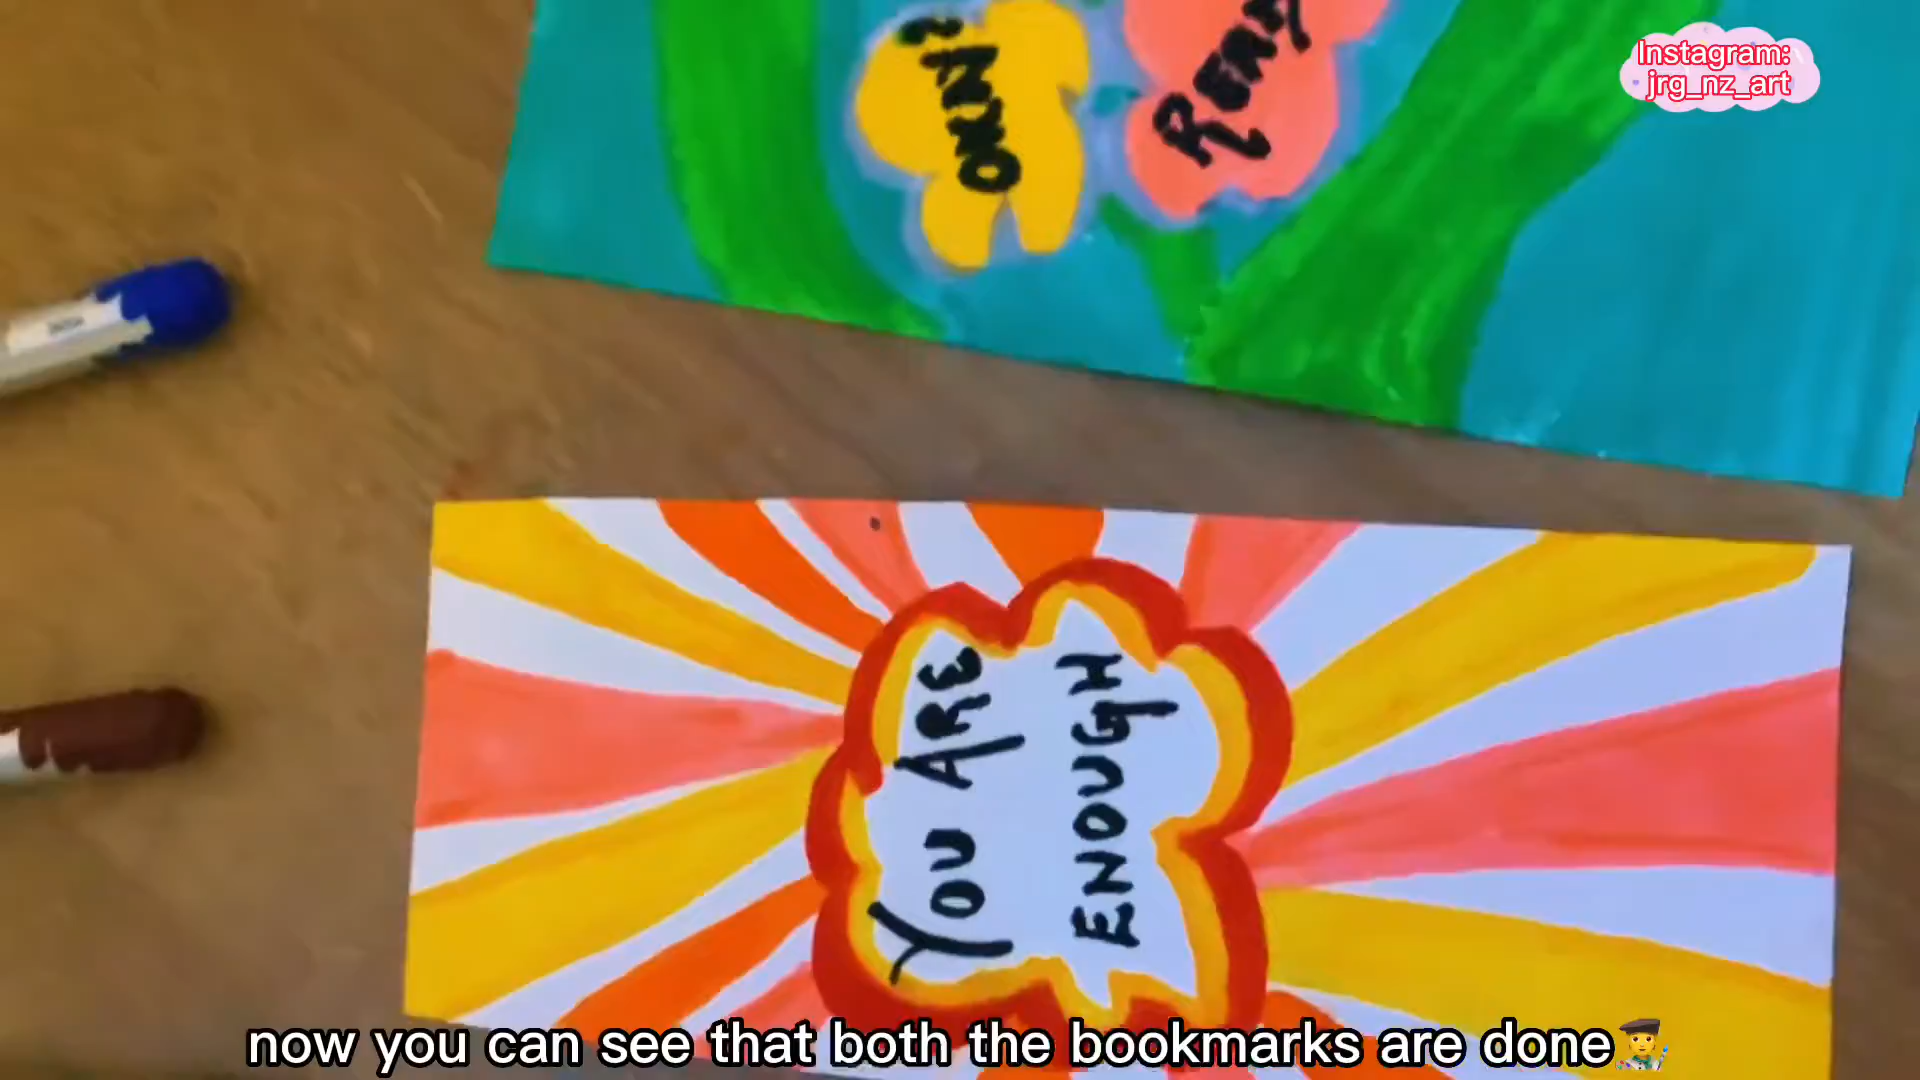 Instagram:
jrg_nz_art
YOU ARE
ENOUGH
now you can see that both the bookmarks are done